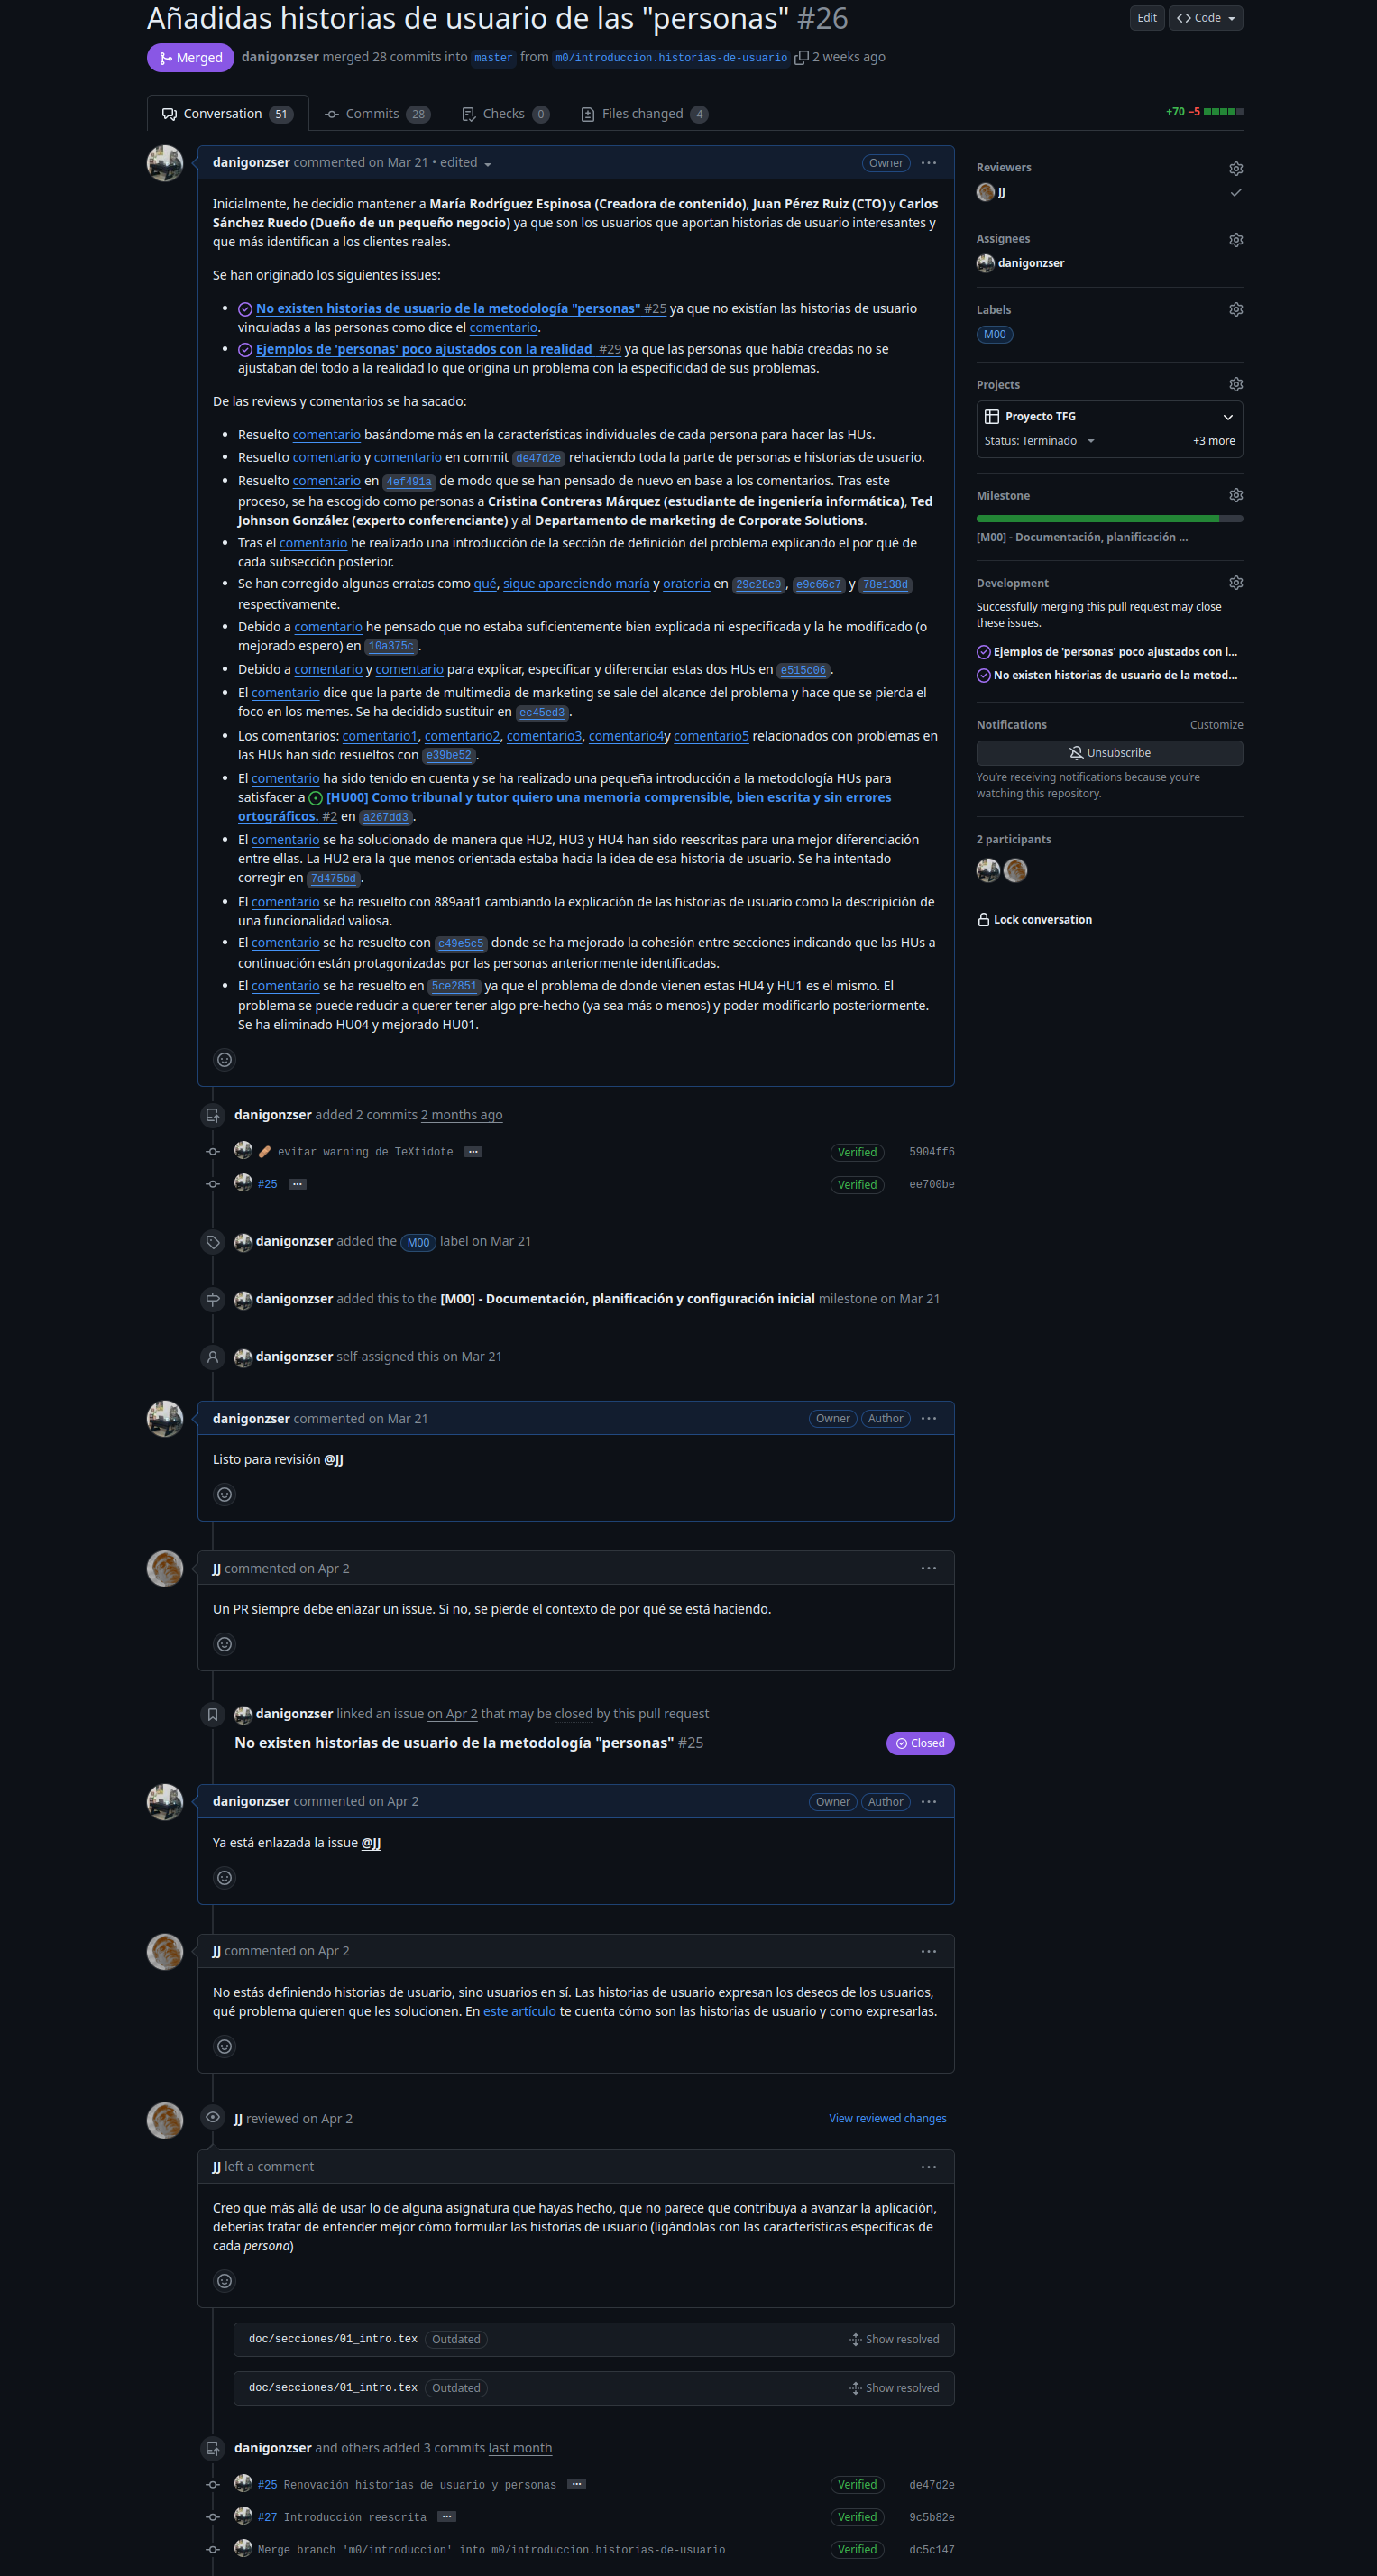 Añadidas historias de usuario de las "personas" #26
Edit
Code
Merged
danigonzser merged 28 commits into master from m0/introduccion.historias-de-usuario 2 weeks ago
Conversation 51
Commits 28
Checks 0
Files changed 4
+70 −5
danigonzser commented on Mar 21 • edited
Owner
Inicialmente, he decidio mantener a María Rodríguez Espinosa (Creadora de contenido), Juan Pérez Ruiz (CTO) y Carlos
Sánchez Ruedo (Dueño de un pequeño negocio) ya que son los usuarios que aportan historias de usuario interesantes y
que más identifican a los clientes reales.
Se han originado los siguientes issues:
No existen historias de usuario de la metodología "personas" #25 ya que no existían las historias de usuario
vinculadas a las personas como dice el comentario.
Ejemplos de 'personas' poco ajustados con la realidad #29 ya que las personas que había creadas no se
ajustaban del todo a la realidad lo que origina un problema con la especificidad de sus problemas.
De las reviews y comentarios se ha sacado:
Resuelto comentario basándome más en la características individuales de cada persona para hacer las HUs.
Resuelto comentario y comentario en commit de47d2e rehaciendo toda la parte de personas e historias de usuario.
Resuelto comentario en 4ef491a de modo que se han pensado de nuevo en base a los comentarios. Tras este
proceso, se ha escogido como personas a Cristina Contreras Márquez (estudiante de ingeniería informática), Ted
Johnson González (experto conferenciante) y al Departamento de marketing de Corporate Solutions.
Tras el comentario he realizado una introducción de la sección de definición del problema explicando el por qué de
cada subsección posterior.
Se han corregido algunas erratas como qué, sigue apareciendo maría y oratoria en 29c28c0, e9c66c7 y 78e138d
respectivamente.
Debido a comentario he pensado que no estaba suficientemente bien explicada ni especificada y la he modificado (o
mejorado espero) en 10a375c.
Debido a comentario y comentario para explicar, especificar y diferenciar estas dos HUs en e515c06.
El comentario dice que la parte de multimedia de marketing se sale del alcance del problema y hace que se pierda el
foco en los memes. Se ha decidido sustituir en ec45ed3.
Los comentarios: comentario1, comentario2, comentario3, comentario4y comentario5 relacionados con problemas en
las HUs han sido resueltos con e39be52.
El comentario ha sido tenido en cuenta y se ha realizado una pequeña introducción a la metodología HUs para
satisfacer a [HU00] Como tribunal y tutor quiero una memoria comprensible, bien escrita y sin errores
ortográficos. #2 en a267dd3.
El comentario se ha solucionado de manera que HU2, HU3 y HU4 han sido reescritas para una mejor diferenciación
entre ellas. La HU2 era la que menos orientada estaba hacia la idea de esa historia de usuario. Se ha intentado
corregir en 7d475bd.
El comentario se ha resuelto con 889aaf1 cambiando la explicación de las historias de usuario como la descripición de
una funcionalidad valiosa.
El comentario se ha resuelto con c49e5c5 donde se ha mejorado la cohesión entre secciones indicando que las HUs a
continuación están protagonizadas por las personas anteriormente identificadas.
El comentario se ha resuelto en 5ce2851 ya que el problema de donde vienen estas HU4 y HU1 es el mismo. El
problema se puede reducir a querer tener algo pre-hecho (ya sea más o menos) y poder modificarlo posteriormente.
Se ha eliminado HU04 y mejorado HU01.
Reviewers
JJ
Assignees
danigonzser
Labels
M00
Projects
Proyecto TFG
Status: Terminado
+3 more
Milestone
[M00] - Documentación, planificación ...
Development
Successfully merging this pull request may close
these issues.
Ejemplos de 'personas' poco ajustados con l...
No existen historias de usuario de la metod...
Notifications
Customize
Unsubscribe
You're receiving notifications because you're
watching this repository.
2 participants
Lock conversation
danigonzser added 2 commits 2 months ago
evitar warning de TeXtidote
Verified
5904ff6
#25
Verified
ee700be
danigonzser added the M00 label on Mar 21
danigonzser added this to the [M00] - Documentación, planificación y configuración inicial milestone on Mar 21
danigonzser self-assigned this on Mar 21
danigonzser commented on Mar 21
Owner
Author
Listo para revisión @JJ
JJ commented on Apr 2
Un PR siempre debe enlazar un issue. Si no, se pierde el contexto de por qué se está haciendo.
danigonzser linked an issue on Apr 2 that may be closed by this pull request
No existen historias de usuario de la metodología "personas" #25
Closed
danigonzser commented on Apr 2
Owner
Author
Ya está enlazada la issue @JJ
JJ commented on Apr 2
No estás definiendo historias de usuario, sino usuarios en sí. Las historias de usuario expresan los deseos de los usuarios,
qué problema quieren que les solucionen. En este artículo te cuenta cómo son las historias de usuario y como expresarlas.
JJ reviewed on Apr 2
View reviewed changes
JJ left a comment
Creo que más allá de usar lo de alguna asignatura que hayas hecho, que no parece que contribuya a avanzar la aplicación,
deberías tratar de entender mejor cómo formular las historias de usuario (ligándolas con las características específicas de
cada persona)
doc/secciones/01_intro.tex Outdated
Show resolved
doc/secciones/01_intro.tex Outdated
Show resolved
danigonzser and others added 3 commits last month
#25 Renovación historias de usuario y personas
Verified
de47d2e
#27 Introducción reescrita
Verified
9c5b82e
Merge branch 'm0/introduccion' into m0/introduccion.historias-de-usuario
Verified
dc5c147